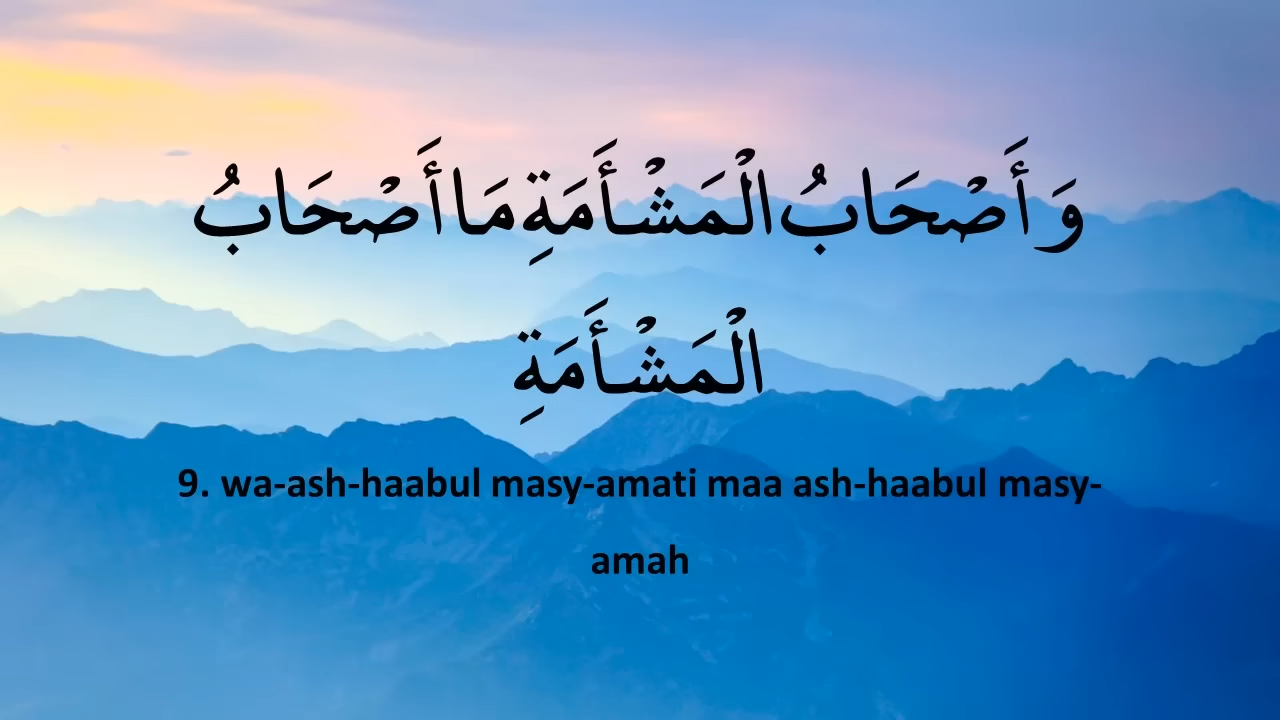 وَأَصْحَابُ الْمَشْأَمَةِ مَا أَصْحَابُ
الْمَشْأَمَةِ
9. wa-ash-haabul masy-amati maa ash-haabul masy-
amah